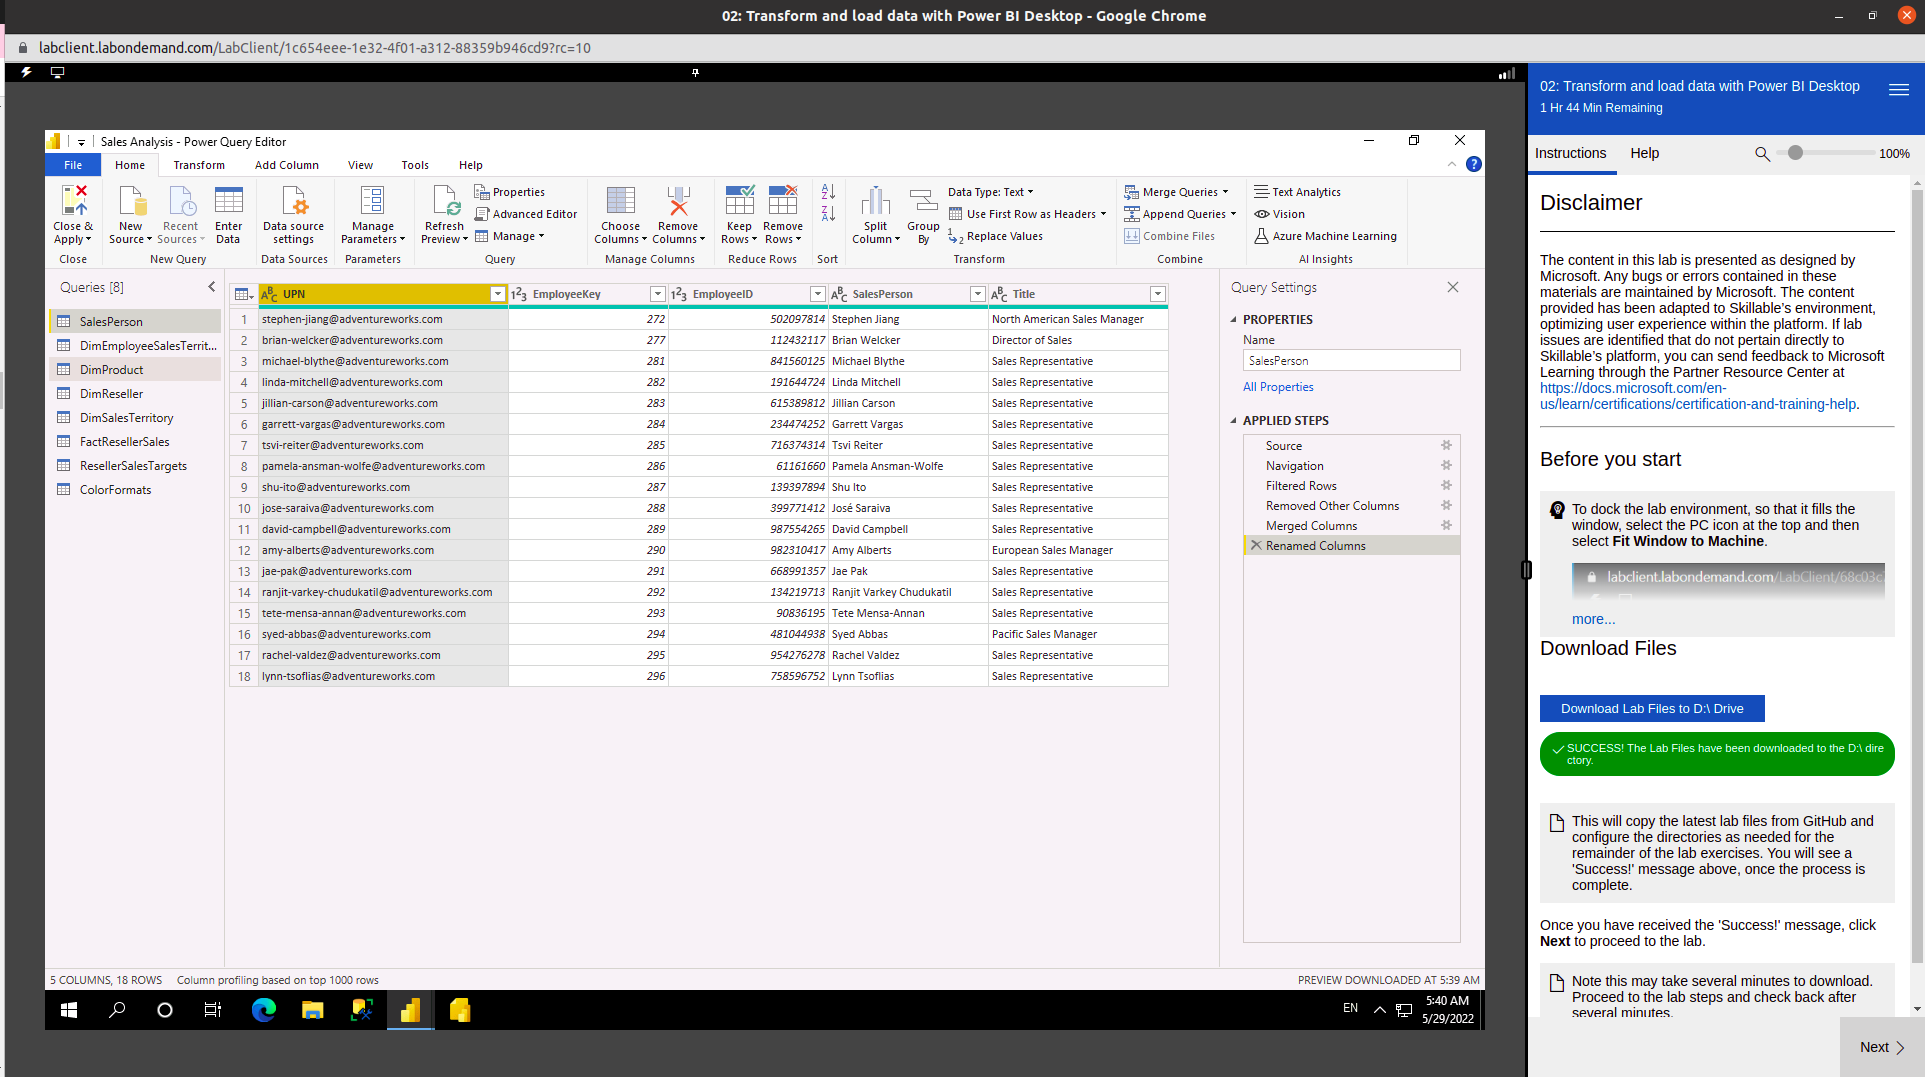 02: Transform and load data with Power BI Desktop - Google Chrome
labclient.labondemand.com/LabClient/1c654eee-1e32-4f01-a312-88359b946cd9?rc=10
Sales Analysis - Power Query Editor
File Home Transform Add Column View Tools Help
Close & Apply
Close
New Source
Recent Sources
Enter Data
New Query
Data source settings
Data Sources
Manage Parameters
Parameters
Refresh Preview
Properties
Advanced Editor
Manage
Query
Choose Columns
Remove Columns
Manage Columns
Keep Rows
Remove Rows
Reduce Rows
Sort
Split Column
Group By
Data Type: Text
Use First Row as Headers
Replace Values
Transform
Merge Queries
Append Queries
Combine Files
Combine
Text Analytics
Vision
Azure Machine Learning
AI Insights
Queries [8]
SalesPerson
DimEmployeeSalesTerrit...
DimProduct
DimReseller
DimSalesTerritory
FactResellerSales
ResellerSalesTargets
ColorFormats
UPN EmployeeKey EmployeeID SalesPerson Title
1 stephen-jiang@adventureworks.com 272 502097814 Stephen Jiang North American Sales Manager
2 brian-welcker@adventureworks.com 277 112432117 Brian Welcker Director of Sales
3 michael-blythe@adventureworks.com 281 841560125 Michael Blythe Sales Representative
4 linda-mitchell@adventureworks.com 282 191644724 Linda Mitchell Sales Representative
5 jillian-carson@adventureworks.com 283 615389812 Jillian Carson Sales Representative
6 garrett-vargas@adventureworks.com 284 234474252 Garrett Vargas Sales Representative
7 tsvi-reiter@adventureworks.com 285 716374314 Tsvi Reiter Sales Representative
8 pamela-ansman-wolfe@adventureworks.com 286 61161660 Pamela Ansman-Wolfe Sales Representative
9 shu-ito@adventureworks.com 287 139397894 Shu Ito Sales Representative
10 jose-saraiva@adventureworks.com 288 399771412 José Saraiva Sales Representative
11 david-campbell@adventureworks.com 289 987554265 David Campbell Sales Representative
12 amy-alberts@adventureworks.com 290 982310417 Amy Alberts European Sales Manager
13 jae-pak@adventureworks.com 291 668991357 Jae Pak Sales Representative
14 ranjit-varkey-chudukatil@adventureworks.com 292 134219713 Ranjit Varkey Chudukatil Sales Representative
15 tete-mensa-annan@adventureworks.com 293 90836195 Tete Mensa-Annan Sales Representative
16 syed-abbas@adventureworks.com 294 481044938 Syed Abbas Pacific Sales Manager
17 rachel-valdez@adventureworks.com 295 954276278 Rachel Valdez Sales Representative
18 lynn-tsoflias@adventureworks.com 296 758596752 Lynn Tsoflias Sales Representative
Query Settings
PROPERTIES
Name
SalesPerson
All Properties
APPLIED STEPS
Source
Navigation
Filtered Rows
Removed Other Columns
Merged Columns
Renamed Columns
5 COLUMNS, 18 ROWS Column profiling based on top 1000 rows
PREVIEW DOWNLOADED AT 5:39 AM
EN
5:40 AM
5/29/2022
02: Transform and load data with Power BI Desktop
1 Hr 44 Min Remaining
Instructions Help 100%
Disclaimer
The content in this lab is presented as designed by
Microsoft. Any bugs or errors contained in these
materials are maintained by Microsoft. The content
provided has been adapted to Skillable's environment,
optimizing user experience within the platform. If lab
issues are identified that do not pertain directly to
Skillable's platform, you can send feedback to Microsoft
Learning through the Partner Resource Center at
https://docs.microsoft.com/en-
us/learn/certifications/certification-and-training-help.
Before you start
To dock the lab environment, so that it fills the
window, select the PC icon at the top and then
select Fit Window to Machine.
labclient.labondemand.com/LabClient/68c03c
more...
Download Files
Download Lab Files to D:\ Drive
SUCCESS! The Lab Files have been downloaded to the D:\ dire
ctory.
This will copy the latest lab files from GitHub and
configure the directories as needed for the
remainder of the lab exercises. You will see a
'Success!' message above, once the process is
complete.
Once you have received the 'Success!' message, click
Next to proceed to the lab.
Note this may take several minutes to download.
Proceed to the lab steps and check back after
several minutes.
Next